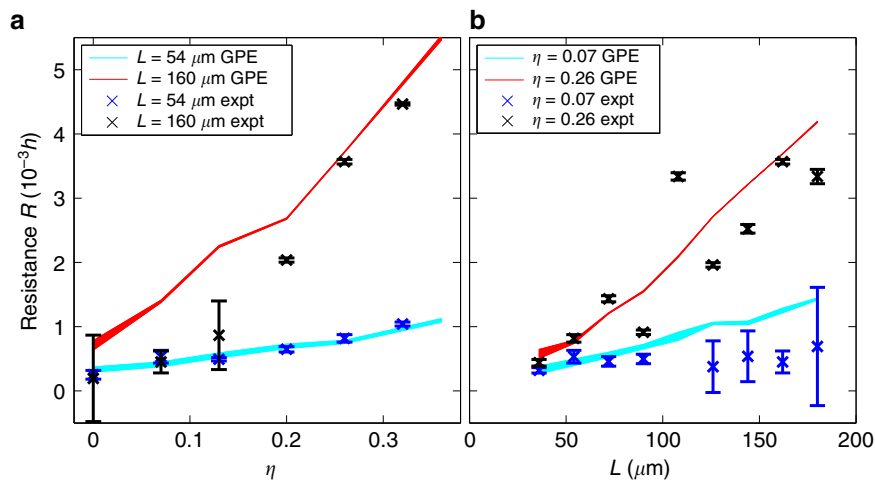 a
L = 54 μm GPE
L = 160 μm GPE
L = 54 μm expt
L = 160 μm expt
Resistance R (10⁻³h)
5
4
3
2
1
0
0
0.1
0.2
0.3
η
b
η = 0.07 GPE
η = 0.26 GPE
η = 0.07 expt
η = 0.26 expt
0
50
100
150
200
L (μm)